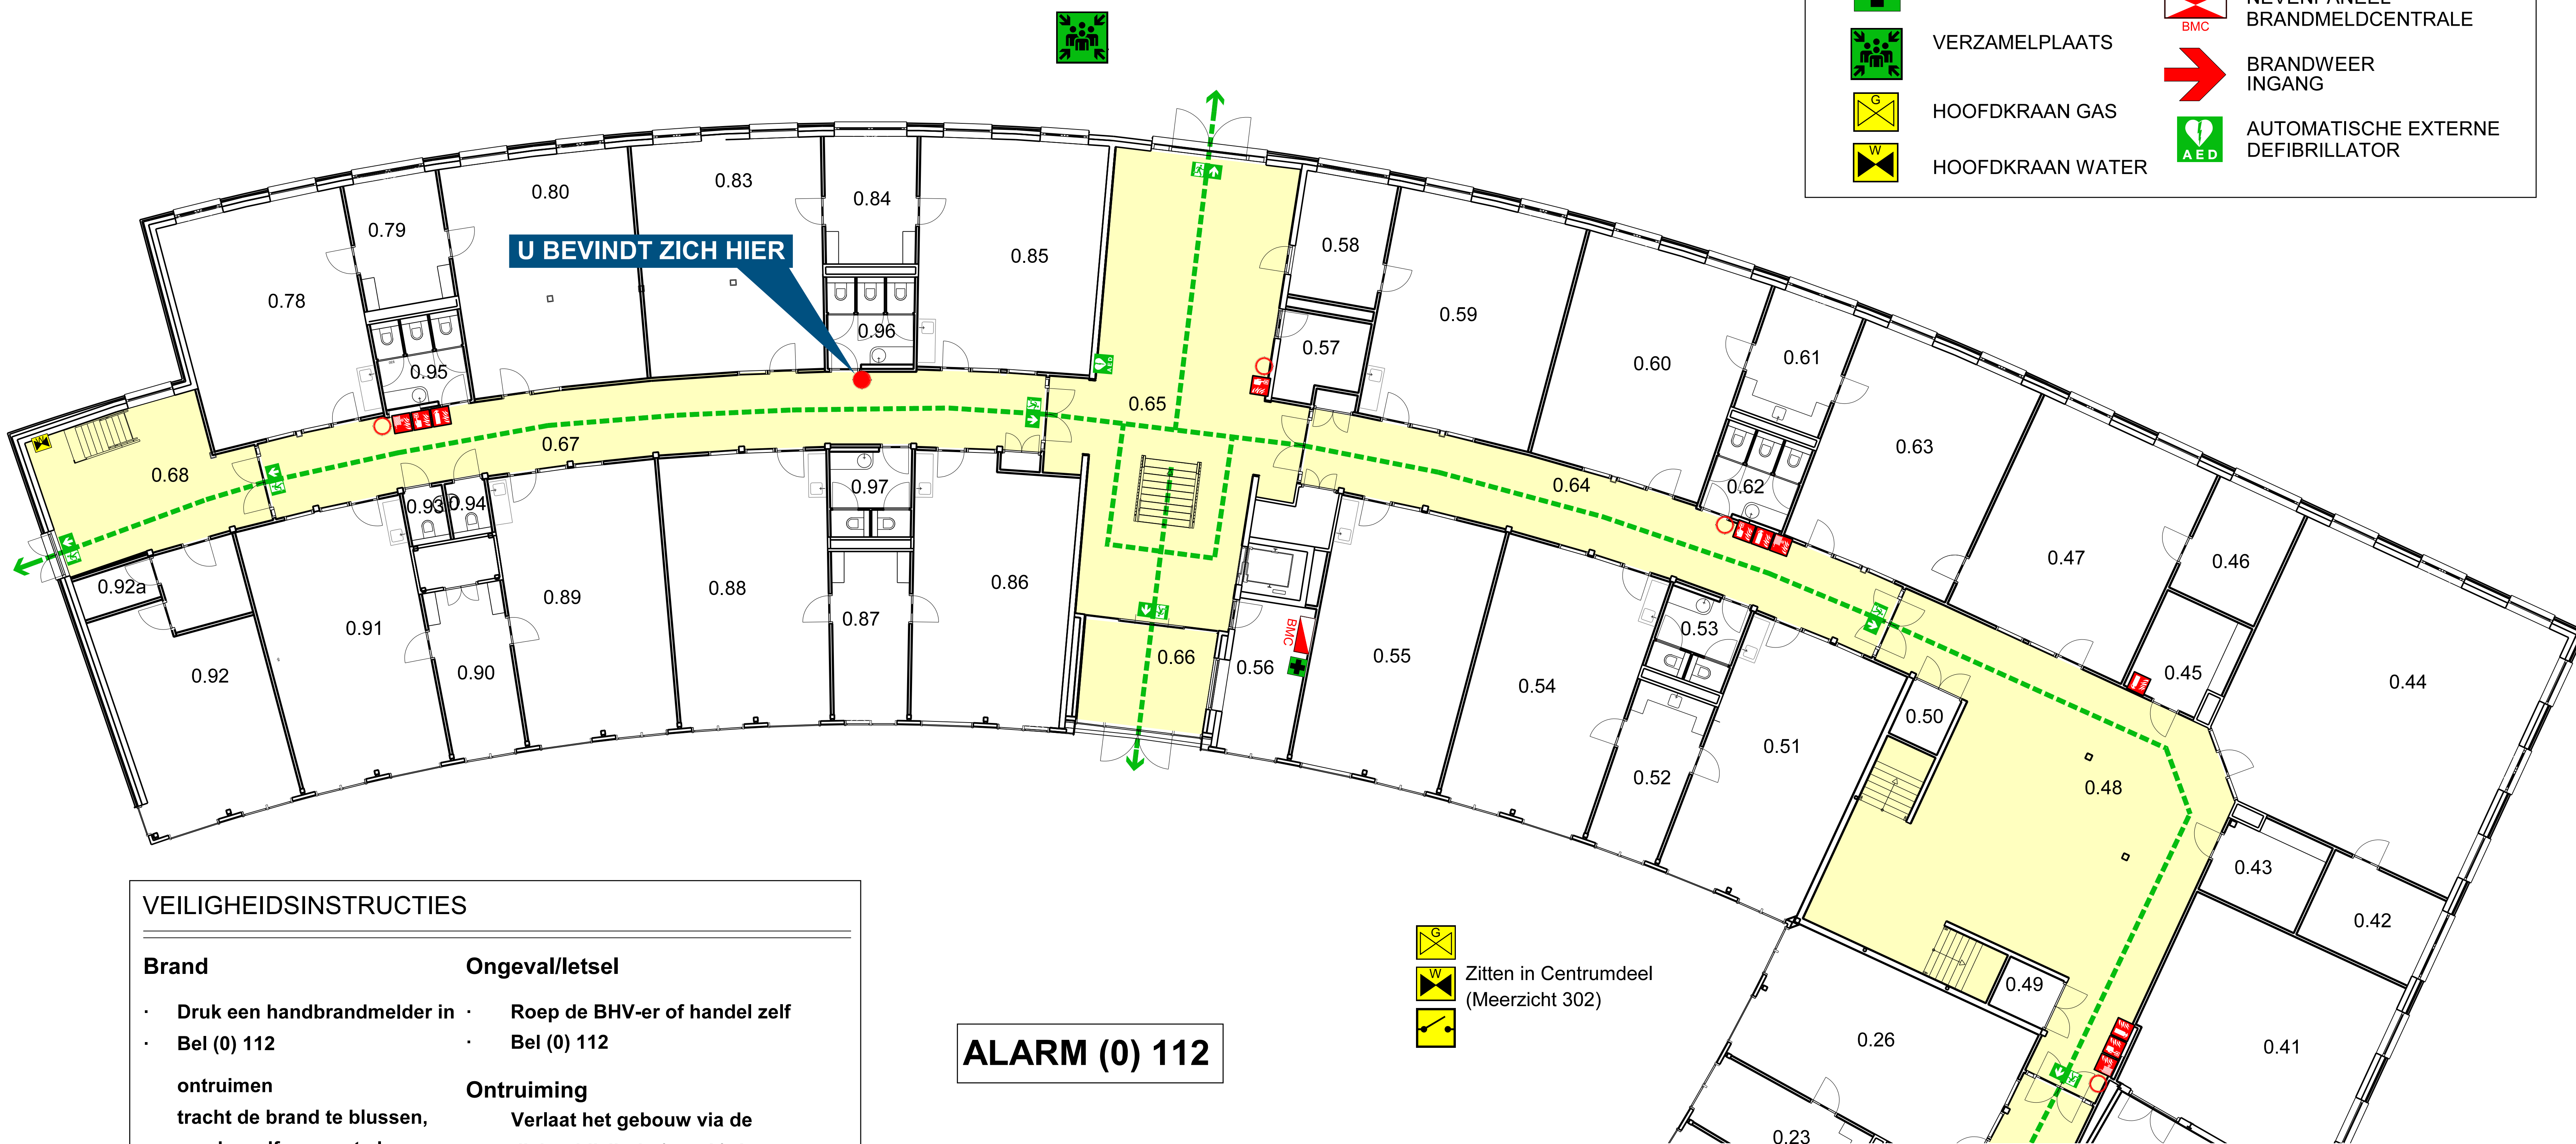 NEVENPANEEL
BRANDMELDCENTRALE
BMC
VERZAMELPLAATS
BRANDWEER
INGANG
G
HOOFDKRAAN GAS
AUTOMATISCHE EXTERNE
DEFIBRILLATOR
AED
W
HOOFDKRAAN WATER
U BEVINDT ZICH HIER
0.78
0.79
0.80
0.83
0.84
0.85
0.95
0.96
0.58
0.59
0.57
0.60
0.61
0.62
0.63
0.47
0.46
0.45
0.44
AED
W
0.68
0.67
0.65
0.64
0.93
0.94
0.97
0.92a
0.92
0.91
0.90
0.89
0.88
0.87
0.86
0.66
0.56
BMC
0.55
0.54
0.53
0.52
0.51
0.50
0.48
0.43
0.42
0.49
0.41
0.26
0.23
VEILIGHEIDSINSTRUCTIES
Brand
· Druk een handbrandmelder in
· Bel (0) 112
ontruimen
tracht de brand te blussen,
Ongeval/letsel
· Roep de BHV-er of handel zelf
· Bel (0) 112
Ontruiming
Verlaat het gebouw via de
ALARM (0) 112
G
W
Zitten in Centrumdeel
(Meerzicht 302)